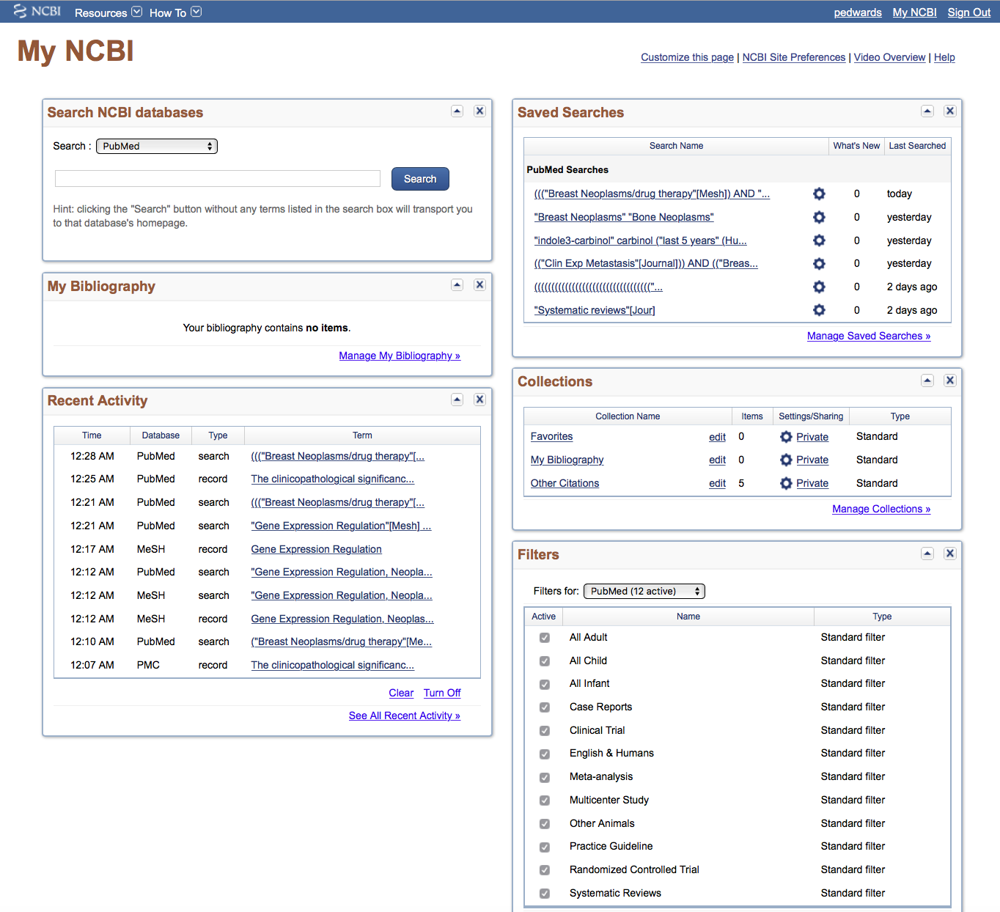 NCBI Resources How To pedwards My NCBI Sign Out
My NCBI
Customize this page | NCBI Site Preferences | Video Overview | Help
Search NCBI databases
Search : PubMed
Search
Hint: clicking the "Search" button without any terms listed in the search box will transport you
to that database's homepage.
My Bibliography
Your bibliography contains no items.
Manage My Bibliography »
Recent Activity
Time Database Type Term
12:28 AM PubMed search ((("Breast Neoplasms/drug therapy"[...
12:25 AM PubMed record The clinicopathological significanc...
12:21 AM PubMed search ((("Breast Neoplasms/drug therapy"[...
12:21 AM PubMed search "Gene Expression Regulation"[Mesh] ...
12:17 AM MeSH record Gene Expression Regulation
12:12 AM PubMed search "Gene Expression Regulation, Neopla...
12:12 AM MeSH search "Gene Expression Regulation, Neopla...
12:12 AM MeSH record Gene Expression Regulation, Neoplas...
12:10 AM PubMed search ("Breast Neoplasms/drug therapy"[Me...
12:07 AM PMC record The clinicopathological significanc...
Clear Turn Off
See All Recent Activity »
Saved Searches
Search Name What's New Last Searched
PubMed Searches
((("Breast Neoplasms/drug therapy"[Mesh]) AND "... 0 today
"Breast Neoplasms" "Bone Neoplasms" 0 yesterday
"indole3-carbinol" carbinol ("last 5 years" (Hu... 0 yesterday
(("Clin Exp Metastasis"[Journal])) AND (("Breas... 0 yesterday
(((((((((((((((((((((((((((((((((("... 0 2 days ago
"Systematic reviews"[Jour] 0 2 days ago
Manage Saved Searches »
Collections
Collection Name Items Settings/Sharing Type
Favorites edit 0 Private Standard
My Bibliography edit 0 Private Standard
Other Citations edit 5 Private Standard
Manage Collections »
Filters
Filters for: PubMed (12 active)
Active Name Type
All Adult Standard filter
All Child Standard filter
All Infant Standard filter
Case Reports Standard filter
Clinical Trial Standard filter
English & Humans Standard filter
Meta-analysis Standard filter
Multicenter Study Standard filter
Other Animals Standard filter
Practice Guideline Standard filter
Randomized Controlled Trial Standard filter
Systematic Reviews Standard filter